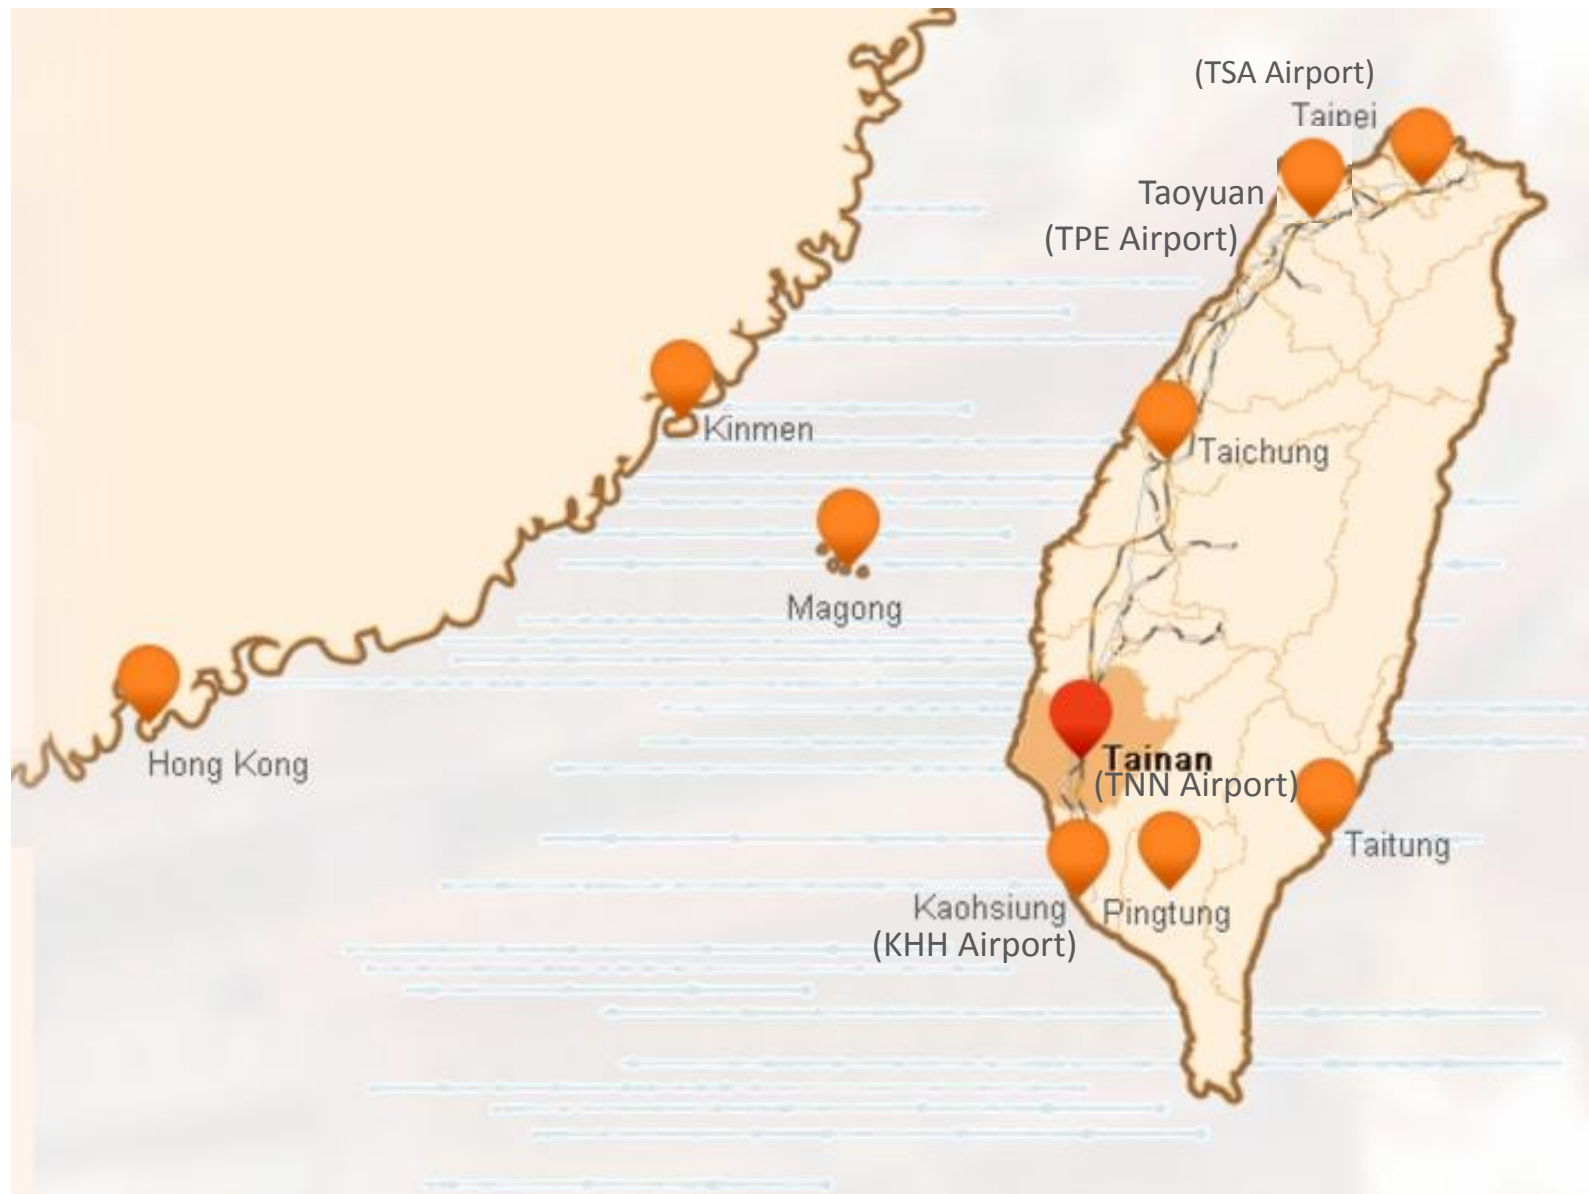 (TSA Airport)
Taipei
Taoyuan
(TPE Airport)
Kinmen
Taichung
Magong
Hong Kong
Tainan
(TNN Airport)
Taitung
Kaohsiung
(KHH Airport)
Pingtung